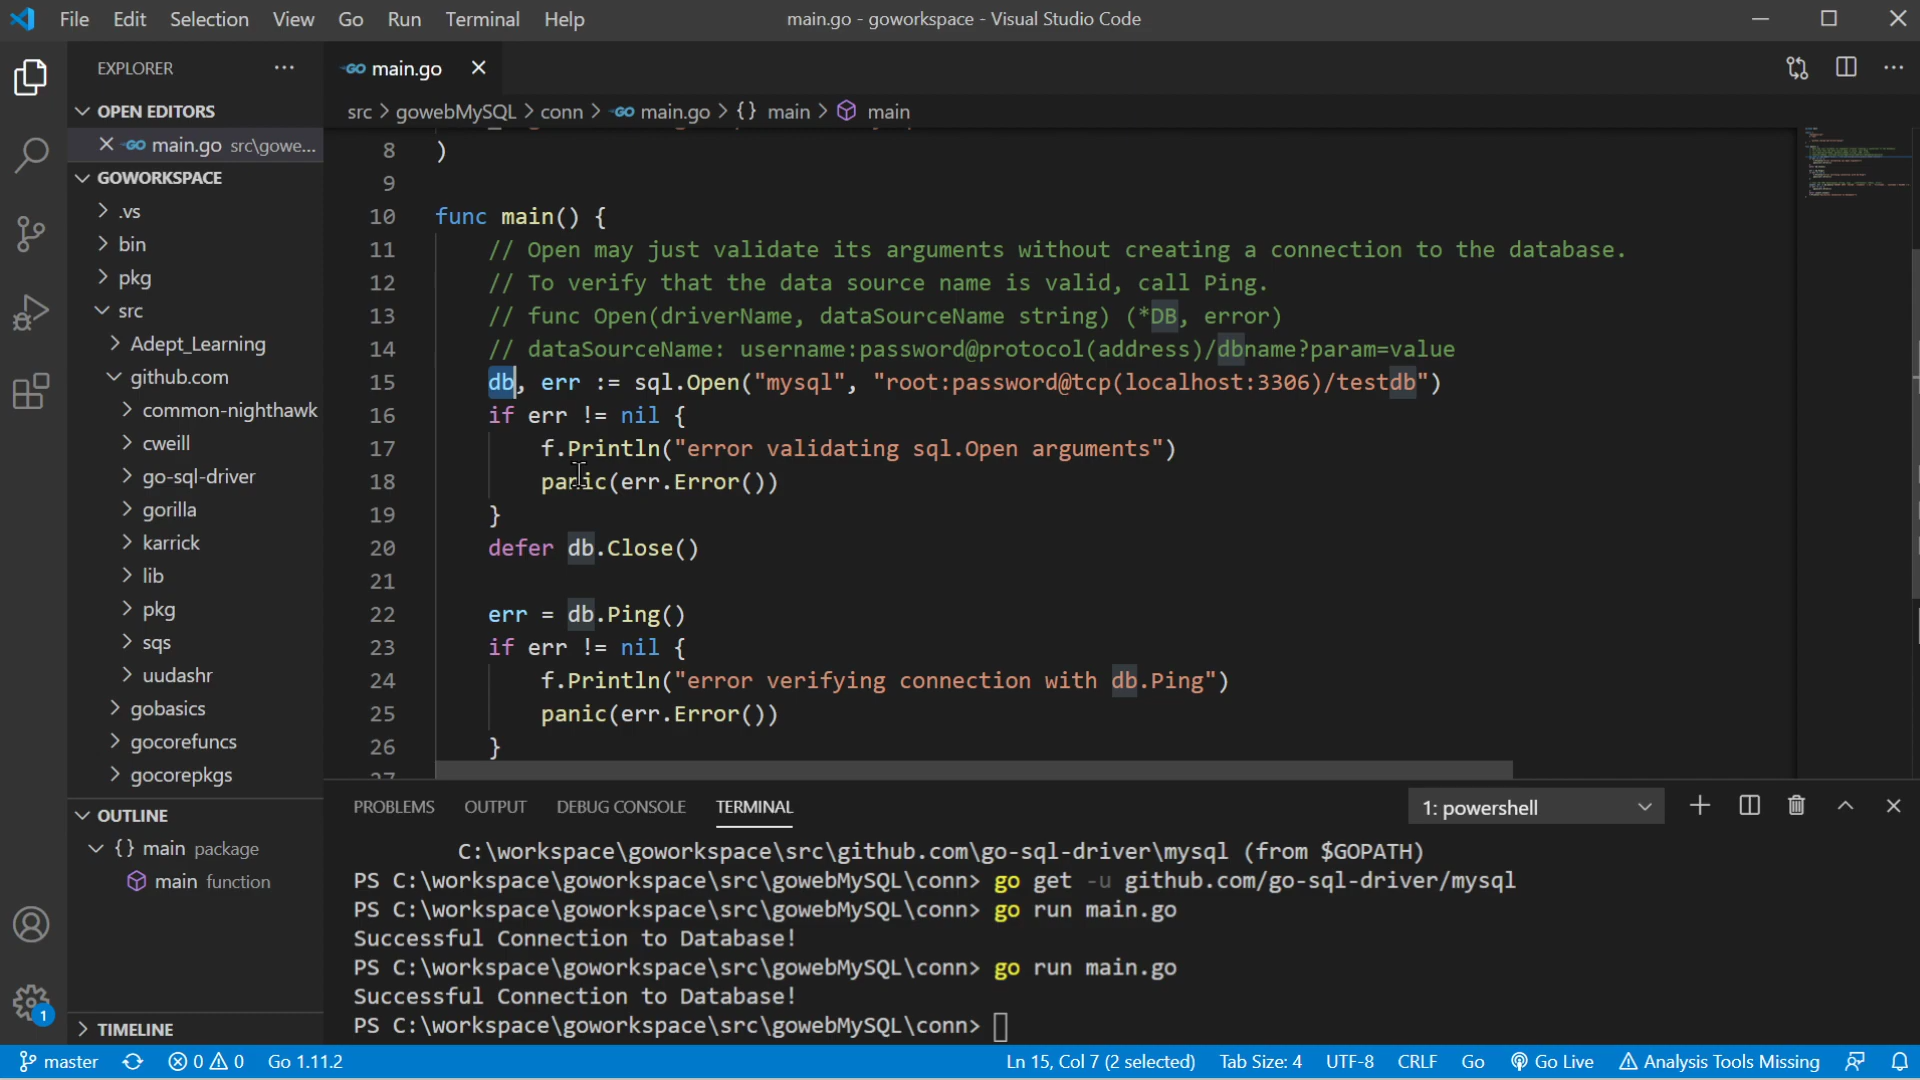 File Edit Selection View Go Run Terminal Help
main.go - goworkspace - Visual Studio Code
EXPLORER
OPEN EDITORS
main.go src\gowe...
GOWORKSPACE
.vs
bin
pkg
src
Adept_Learning
github.com
common-nighthawk
cweill
go-sql-driver
gorilla
karrick
lib
pkg
sqs
uudashr
gobasics
gocorefuncs
gocorepkgs
OUTLINE
{} main package
main function
TIMELINE
GO main.go
src > gowebMySQL > conn > GO main.go > {} main > main
8 )
9
10 func main() {
11 // Open may just validate its arguments without creating a connection to the database.
12 // To verify that the data source name is valid, call Ping.
13 // func Open(driverName, dataSourceName string) (*DB, error)
14 // dataSourceName: username:password@protocol(address)/dbname?param=value
15 db, err := sql.Open("mysql", "root:password@tcp(localhost:3306)/testdb")
16 if err != nil {
17 f.Println("error validating sql.Open arguments")
18 panic(err.Error())
19 }
20 defer db.Close()
21
22 err = db.Ping()
23 if err != nil {
24 f.Println("error verifying connection with db.Ping")
25 panic(err.Error())
26 }
PROBLEMS OUTPUT DEBUG CONSOLE TERMINAL
1: powershell
C:\workspace\goworkspace\src\github.com\go-sql-driver\mysql (from $GOPATH)
PS C:\workspace\goworkspace\src\gowebMySQL\conn> go get -u github.com/go-sql-driver/mysql
PS C:\workspace\goworkspace\src\gowebMySQL\conn> go run main.go
Successful Connection to Database!
PS C:\workspace\goworkspace\src\gowebMySQL\conn> go run main.go
Successful Connection to Database!
PS C:\workspace\goworkspace\src\gowebMySQL\conn>
1
master 0 0 Go 1.11.2
Ln 15, Col 7 (2 selected) Tab Size: 4 UTF-8 CRLF Go Go Live Analysis Tools Missing